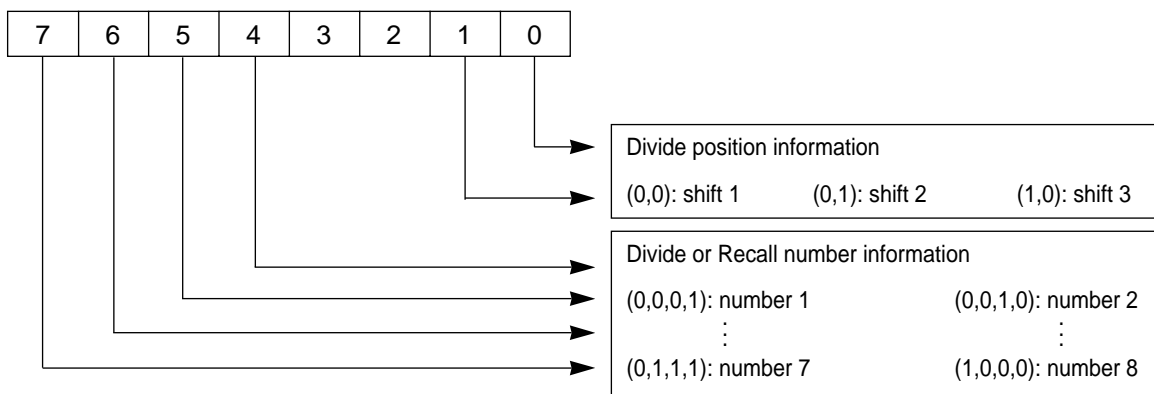 7 6 5 4 3 2 1 0
Divide position information
(0,0): shift 1 (0,1): shift 2 (1,0): shift 3
Divide or Recall number information
(0,0,0,1): number 1 (0,0,1,0): number 2
(0,1,1,1): number 7 (1,0,0,0): number 8